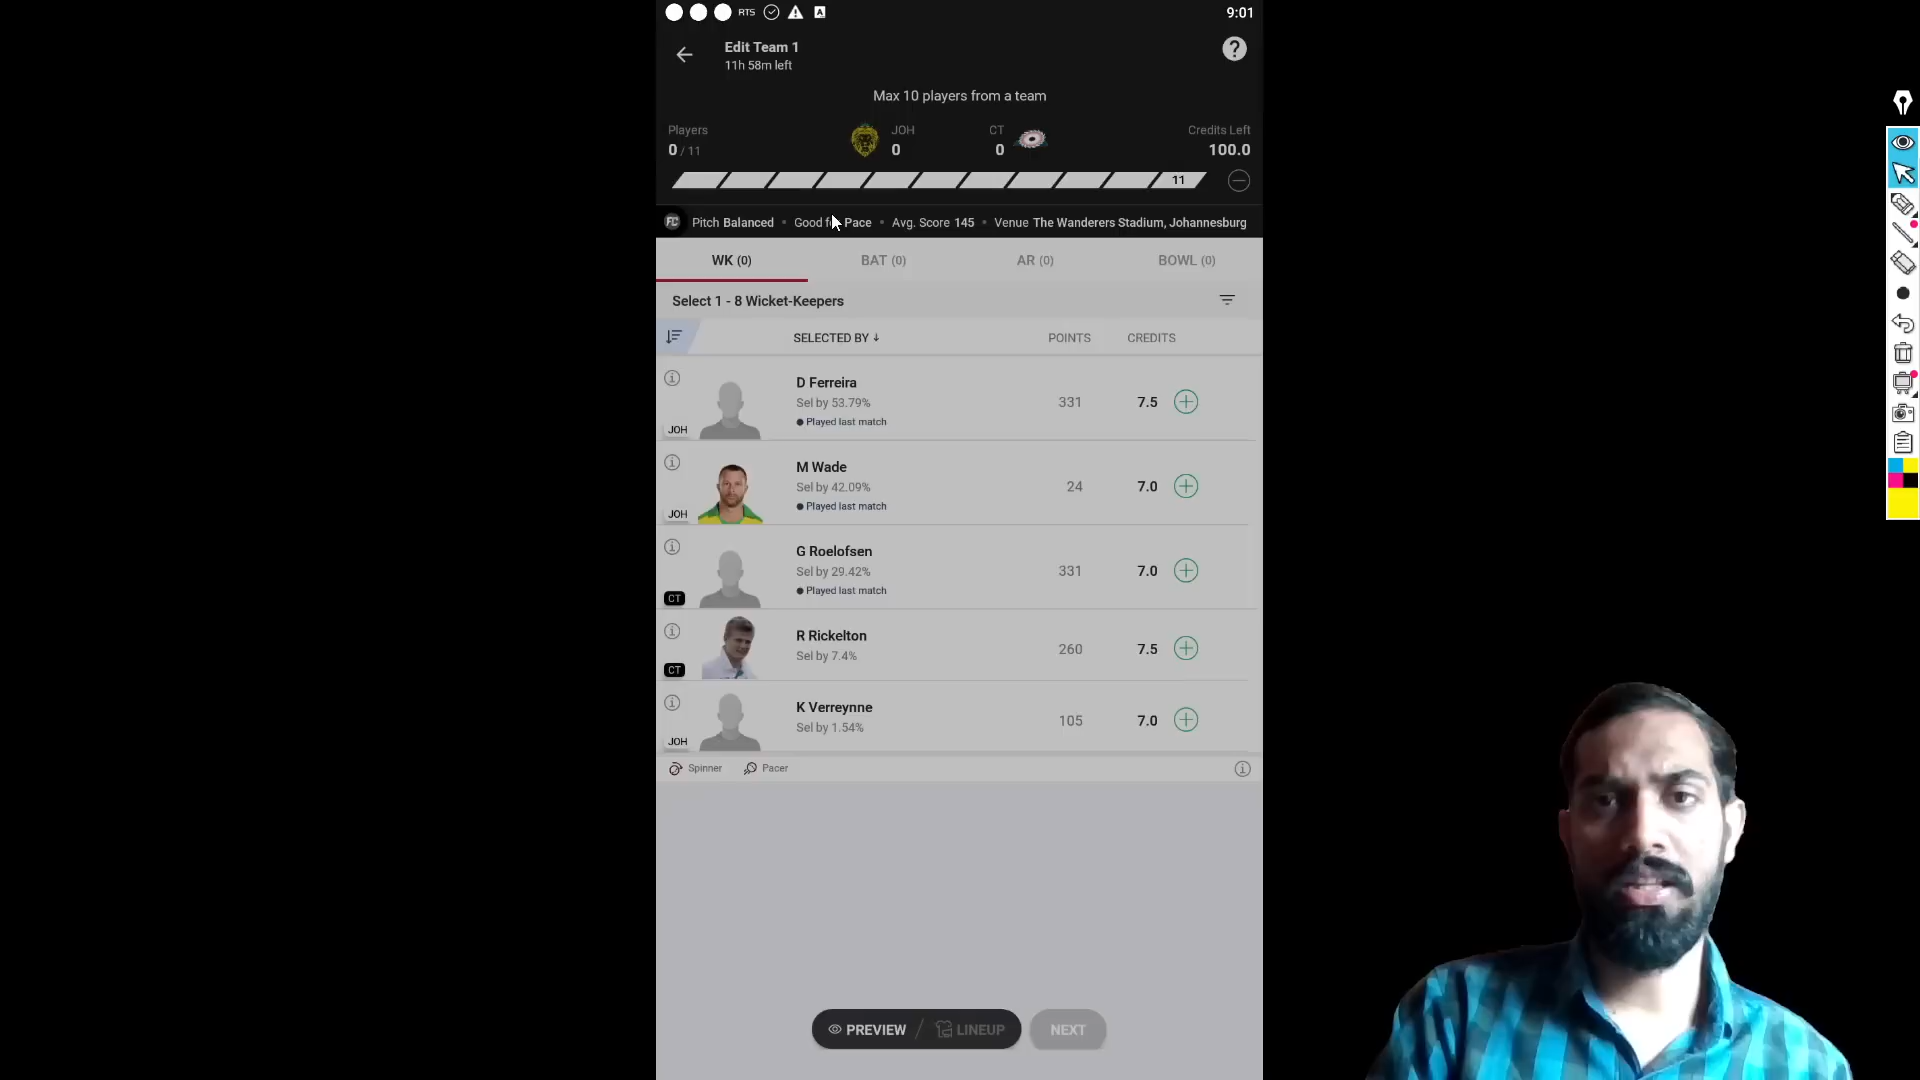 RTS
A
9:01
Edit Team 1
11h 58m left
?
Max 10 players from a team
Players
0 / 11
JOH
0
CT
0
Credits Left
100.0
11
FC Pitch Balanced • Good f Pace • Avg. Score 145 • Venue The Wanderers Stadium, Johannesburg
WK (0) BAT (0) AR (0) BOWL (0)
Select 1 - 8 Wicket-Keepers
SELECTED BY ↓ POINTS CREDITS
D Ferreira
Sel by 53.79%
Played last match
JOH
331 7.5
M Wade
Sel by 42.09%
Played last match
JOH
24 7.0
G Roelofsen
Sel by 29.42%
Played last match
CT
331 7.0
R Rickelton
Sel by 7.4%
CT
260 7.5
K Verreynne
Sel by 1.54%
JOH
105 7.0
Spinner Pacer
PREVIEW / LINEUP NEXT